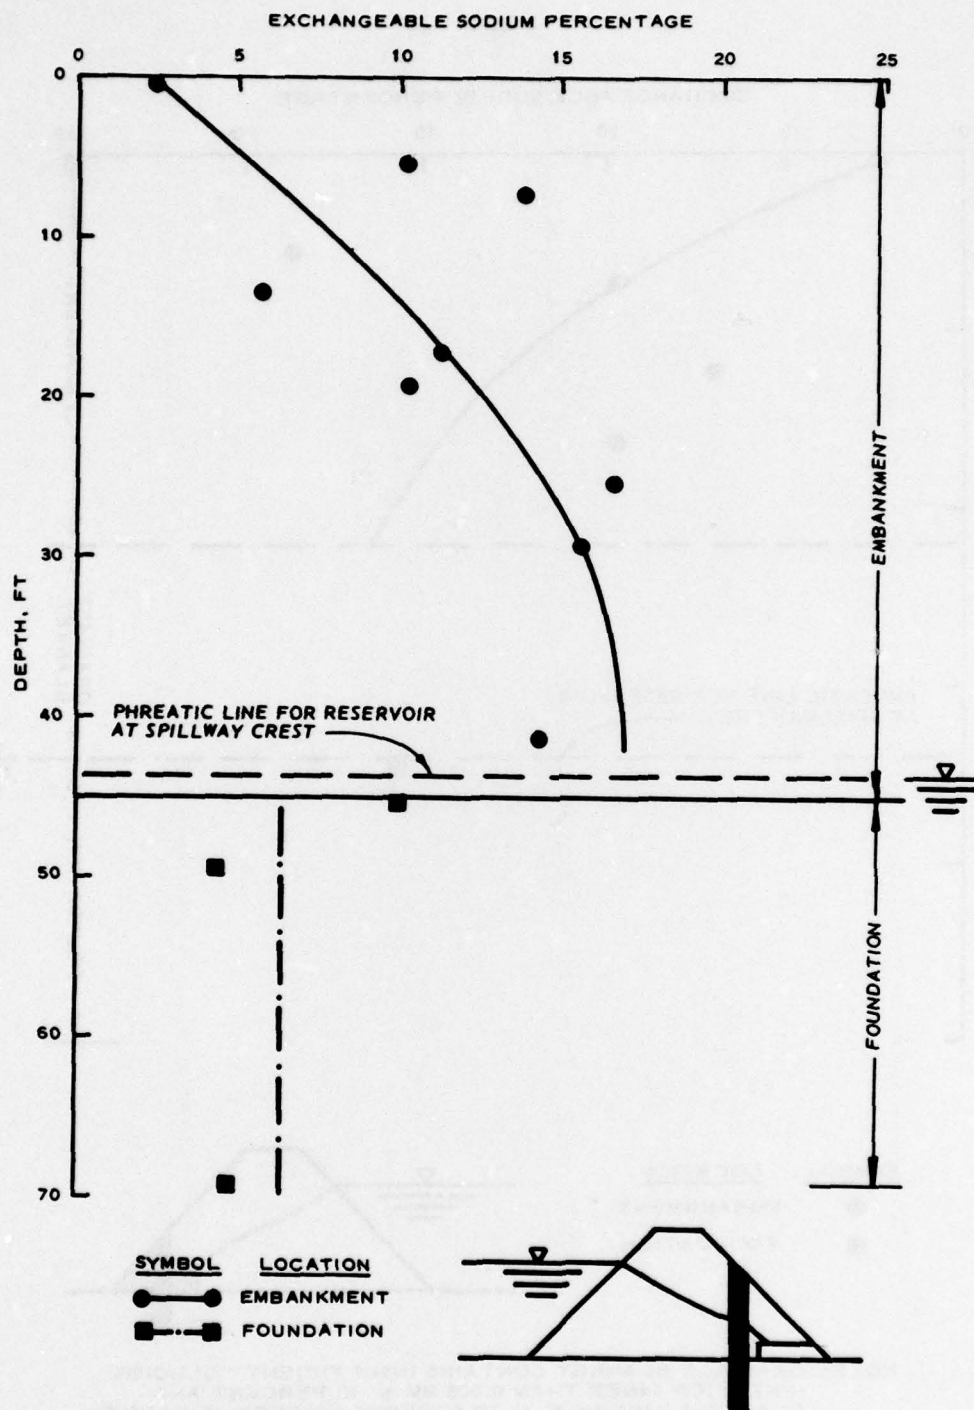 EXCHANGEABLE SODIUM PERCENTAGE
0 5 10 15 20 25
0
10
20
30
40
50
60
70
DEPTH, FT
PHREATIC LINE FOR RESERVOIR
AT SPILLWAY CREST
EMBANKMENT
FOUNDATION
SYMBOL LOCATION
EMBANKMENT
FOUNDATION